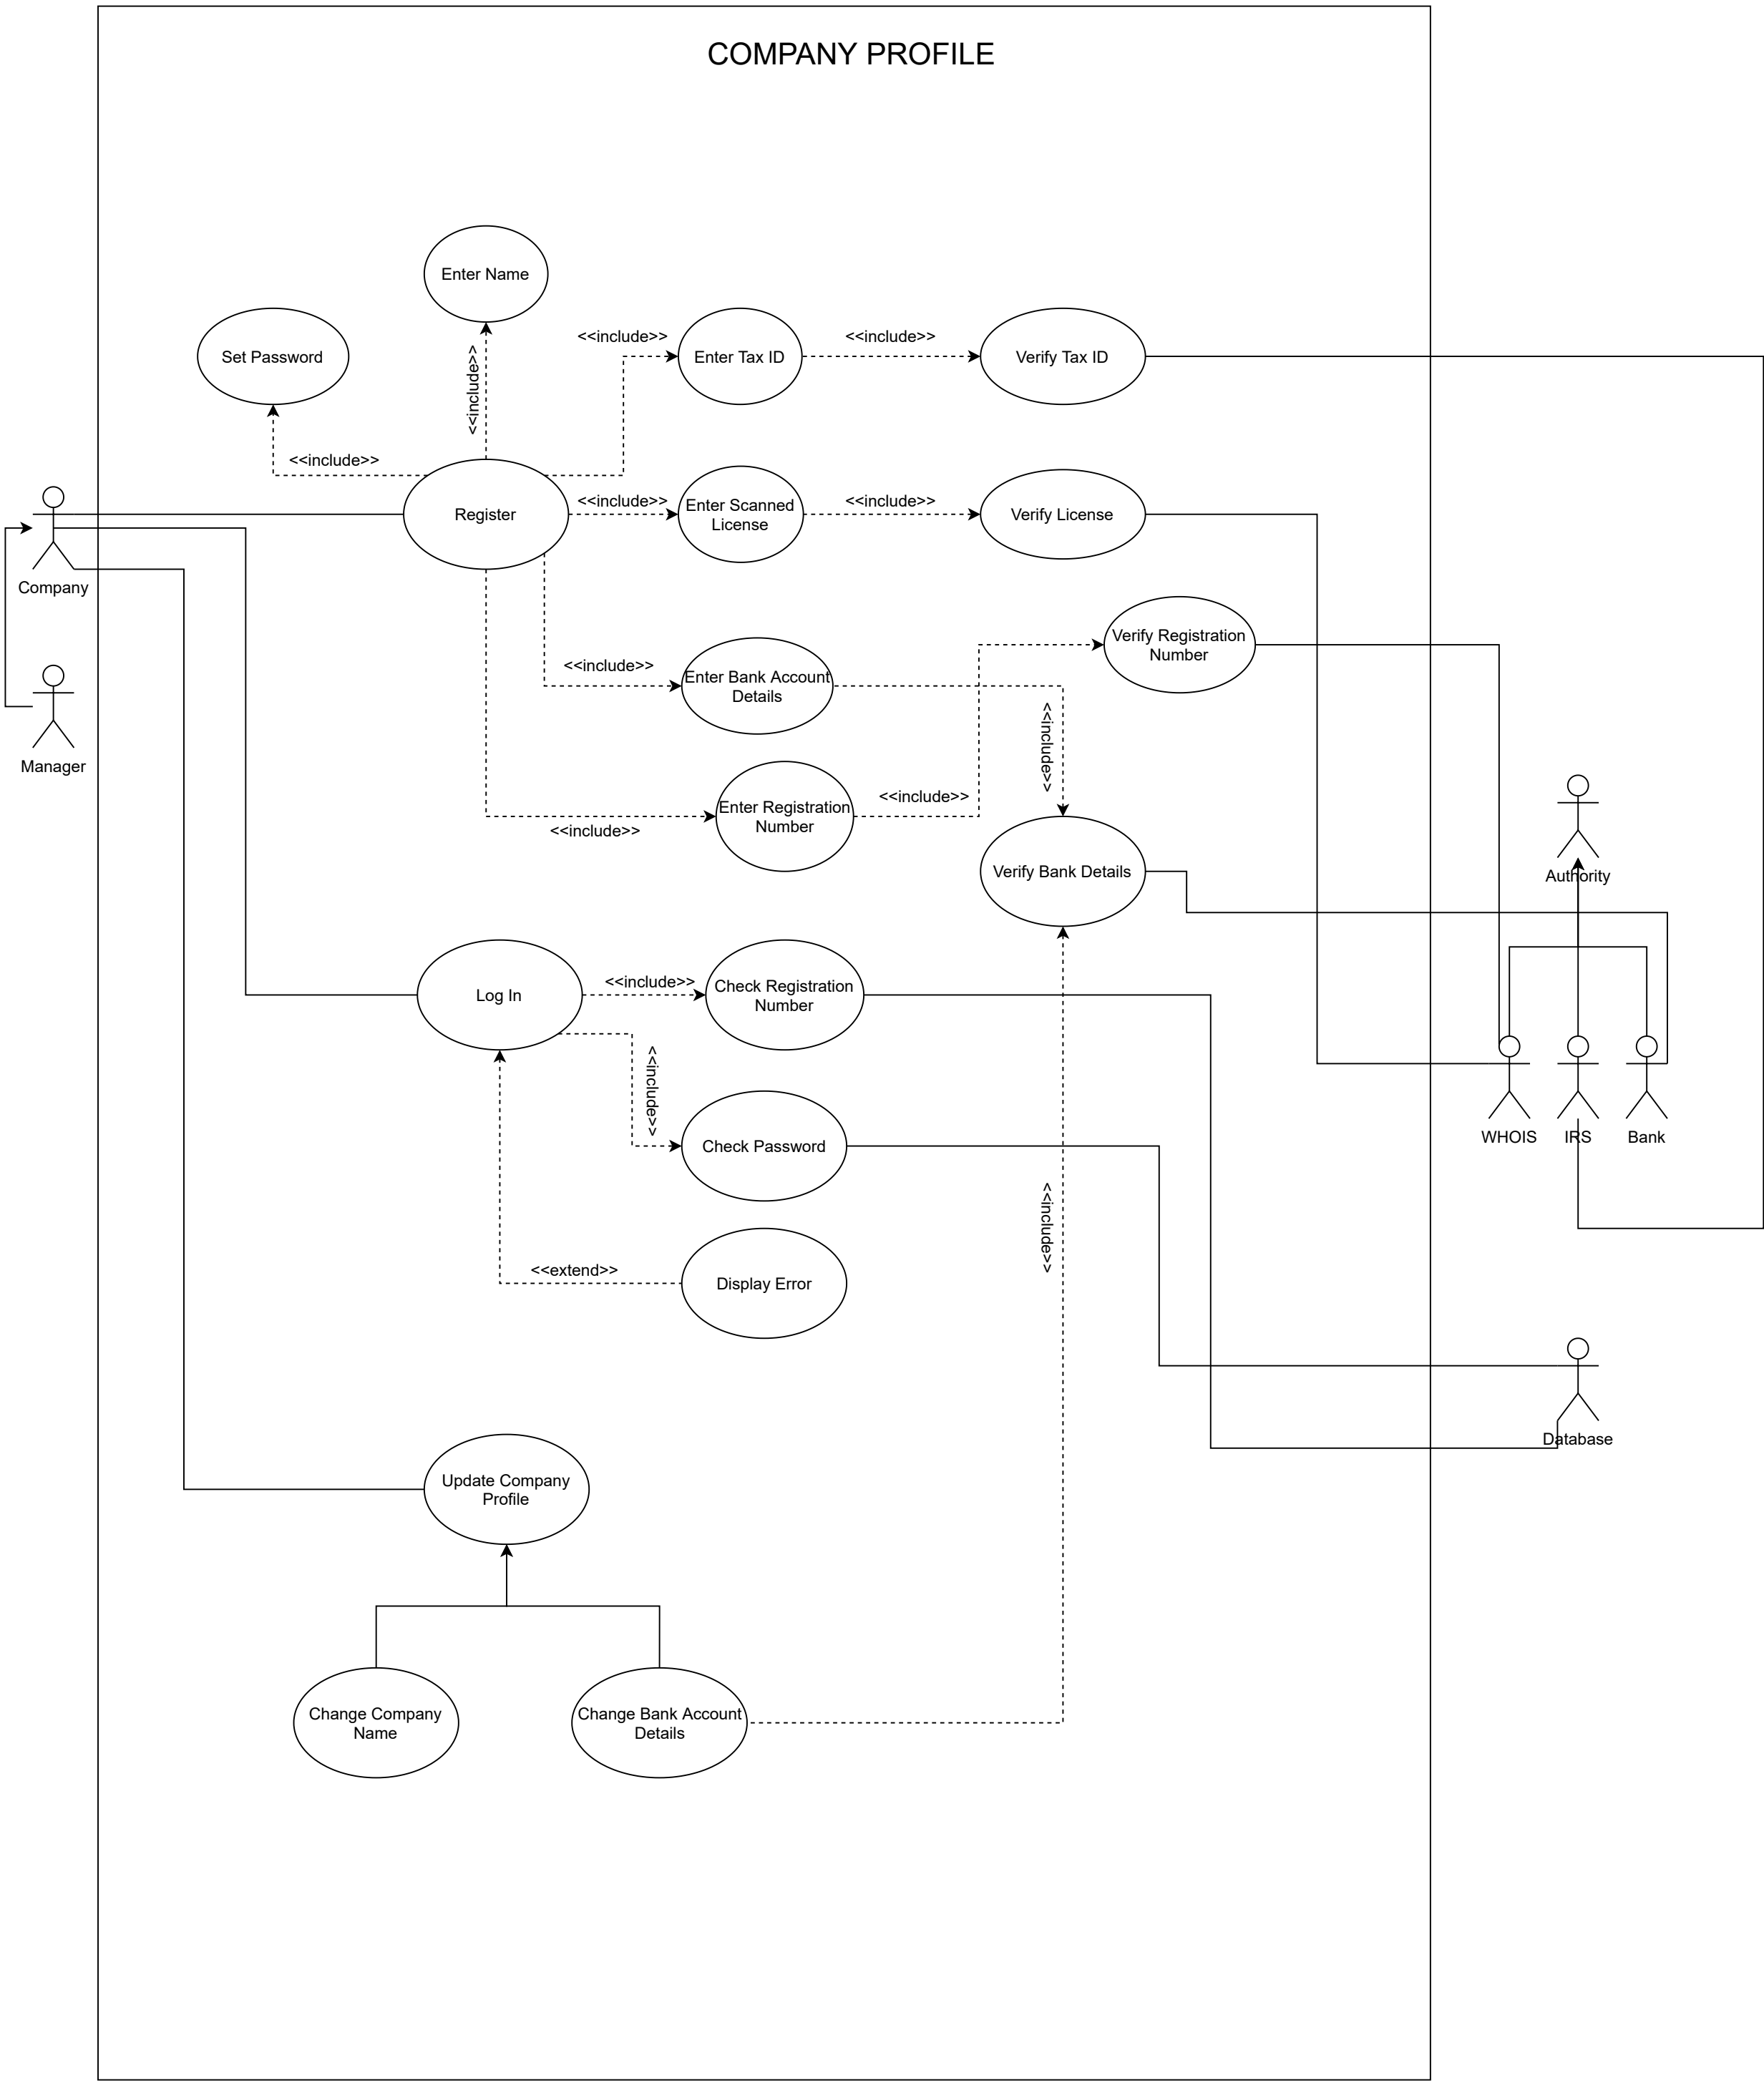 COMPANY PROFILE
Enter Name
Set Password
<<include>>
Enter Tax ID
<<include>>
Verify Tax ID
<<include>>
<<include>>
Register
<<include>>
Enter Scanned
License
<<include>>
Verify License
Company
Verify Registration
Number
<<include>>
Enter Bank Account
Details
<<include>>
Manager
Enter Registration
Number
<<include>>
<<include>>
Verify Bank Details
Authority
Log In
<<include>>
Check Registration
Number
<<include>>
Check Password
WHOIS
IRS
Bank
<<include>>
<<extend>>
Display Error
Database
Update Company
Profile
Change Company
Name
Change Bank Account
Details